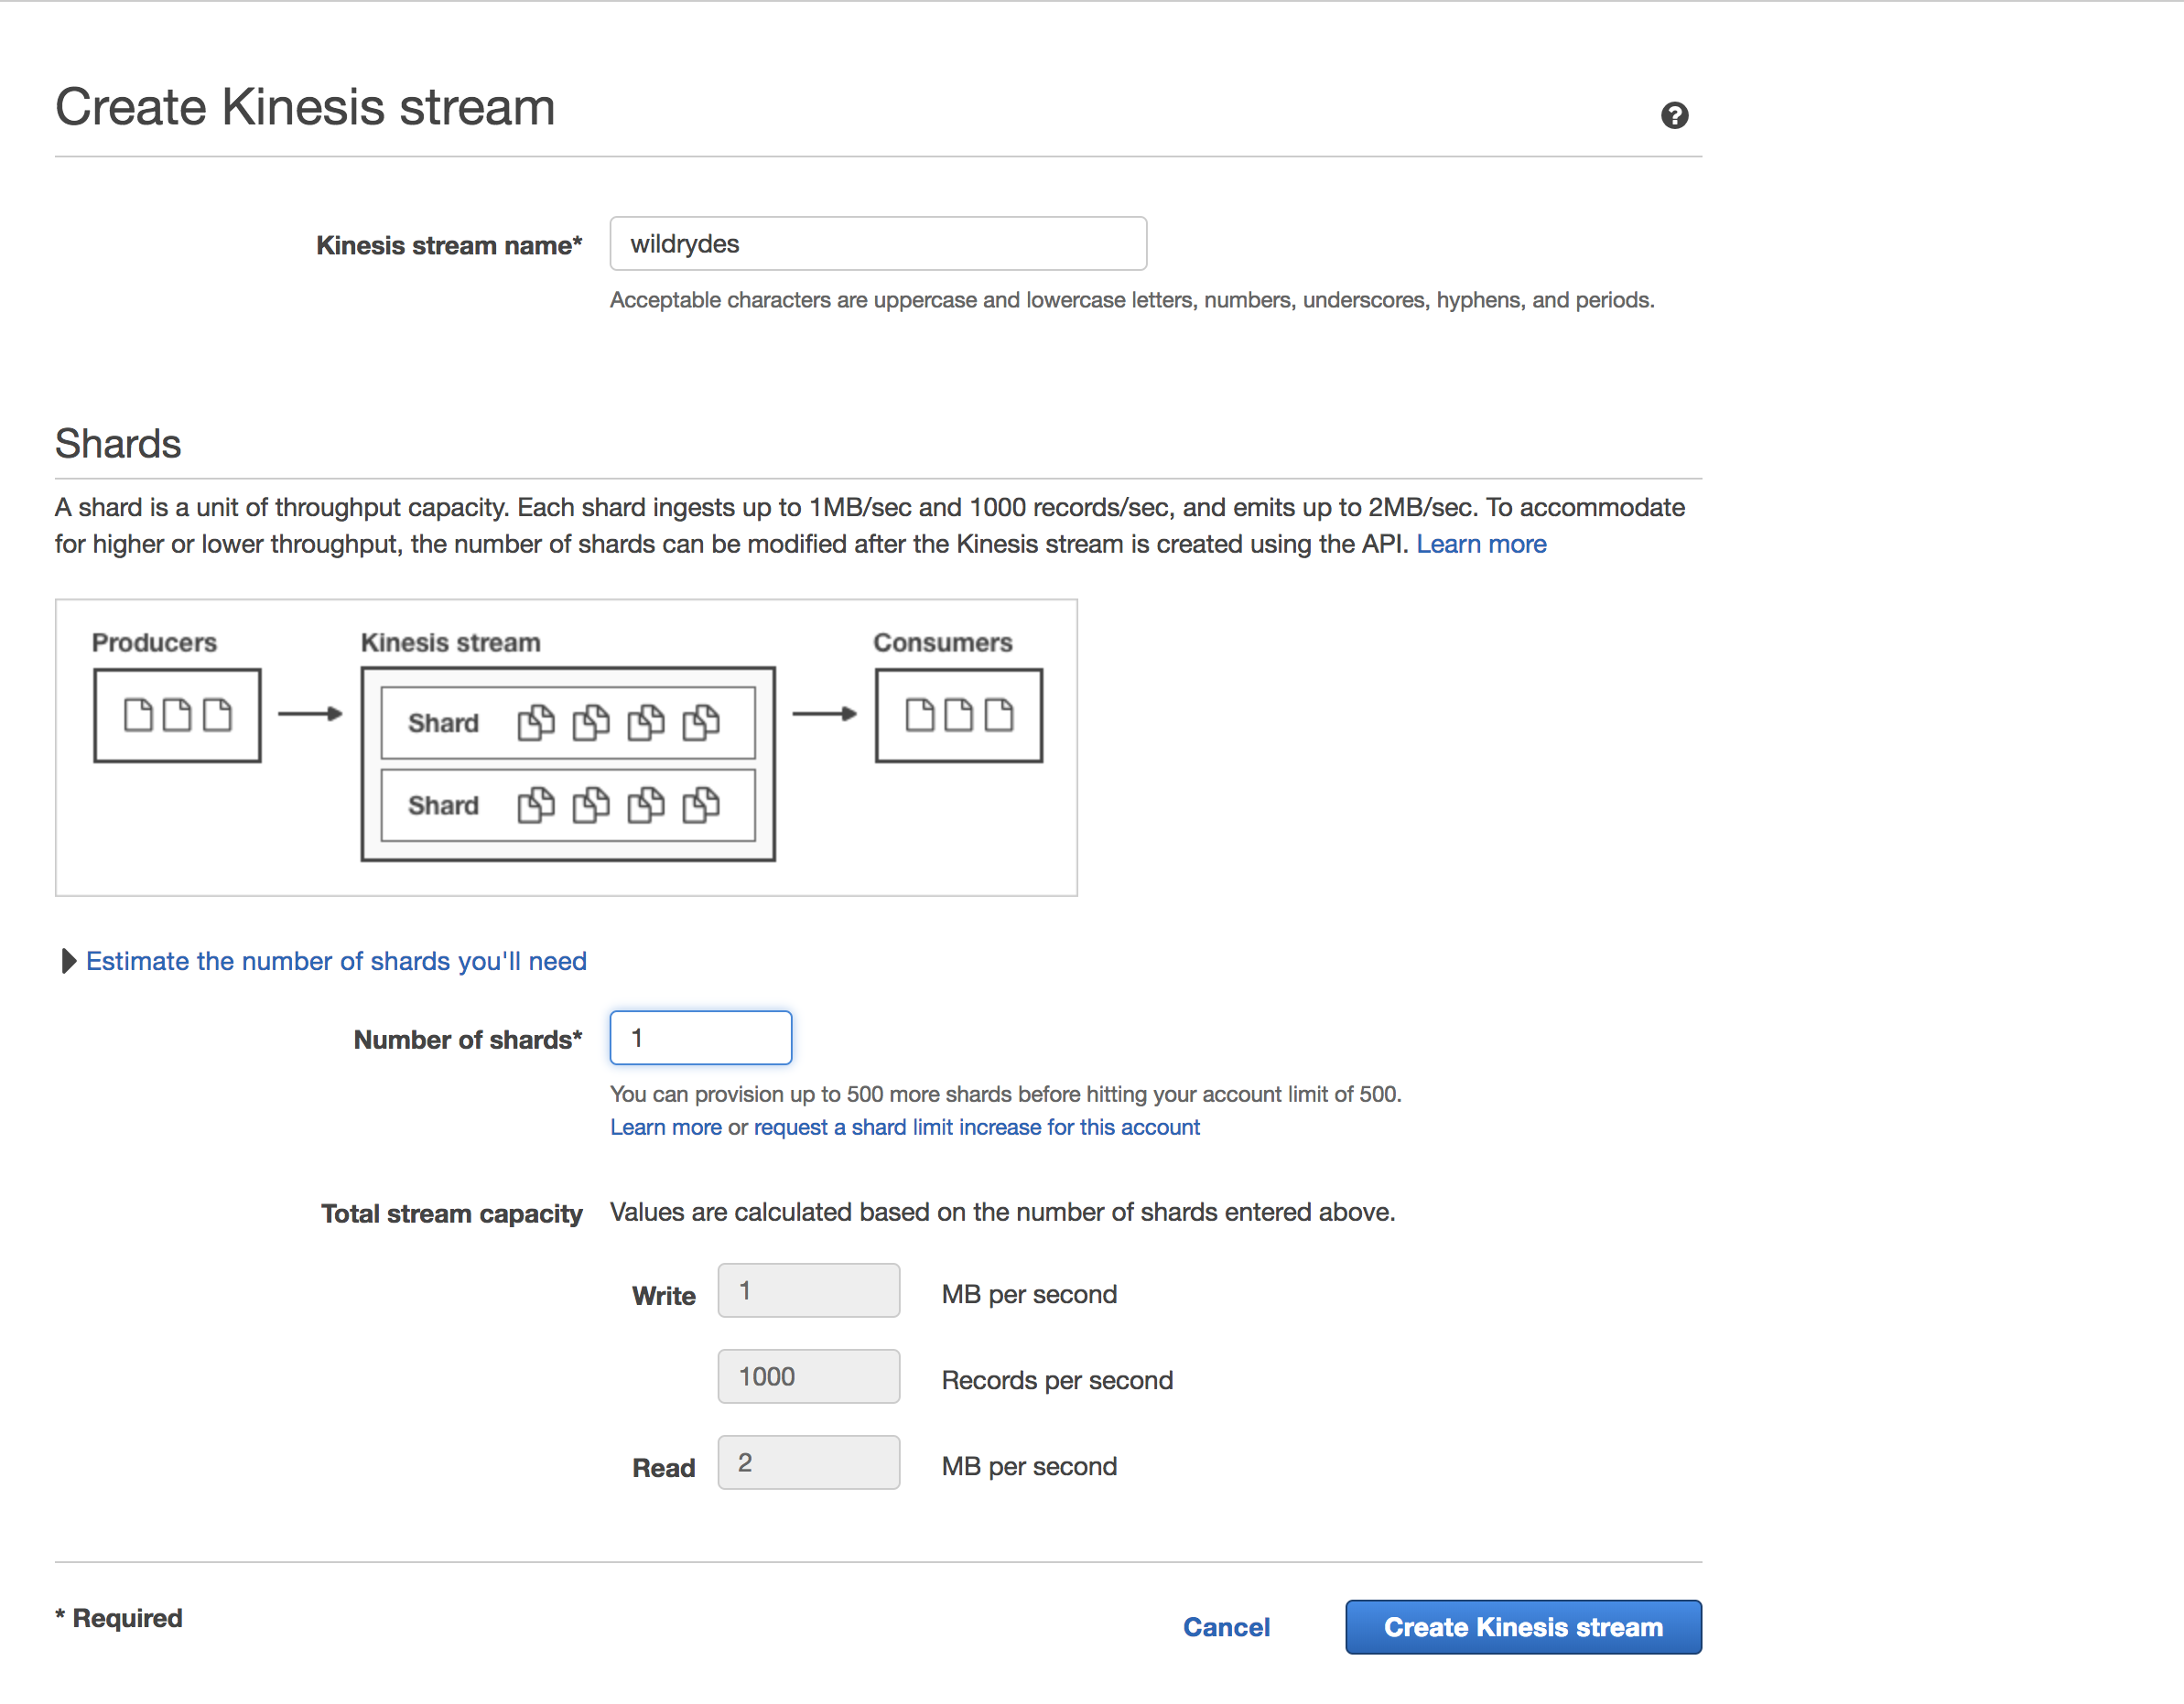 Create Kinesis stream
?
Kinesis stream name* wildrydes
Acceptable characters are uppercase and lowercase letters, numbers, underscores, hyphens, and periods.
Shards
A shard is a unit of throughput capacity. Each shard ingests up to 1MB/sec and 1000 records/sec, and emits up to 2MB/sec. To accommodate
for higher or lower throughput, the number of shards can be modified after the Kinesis stream is created using the API. Learn more
Producers Kinesis stream Consumers
Shard
Shard
Estimate the number of shards you'll need
Number of shards* 1
You can provision up to 500 more shards before hitting your account limit of 500.
Learn more or request a shard limit increase for this account
Total stream capacity Values are calculated based on the number of shards entered above.
Write 1 MB per second
1000 Records per second
Read 2 MB per second
* Required Cancel Create Kinesis stream